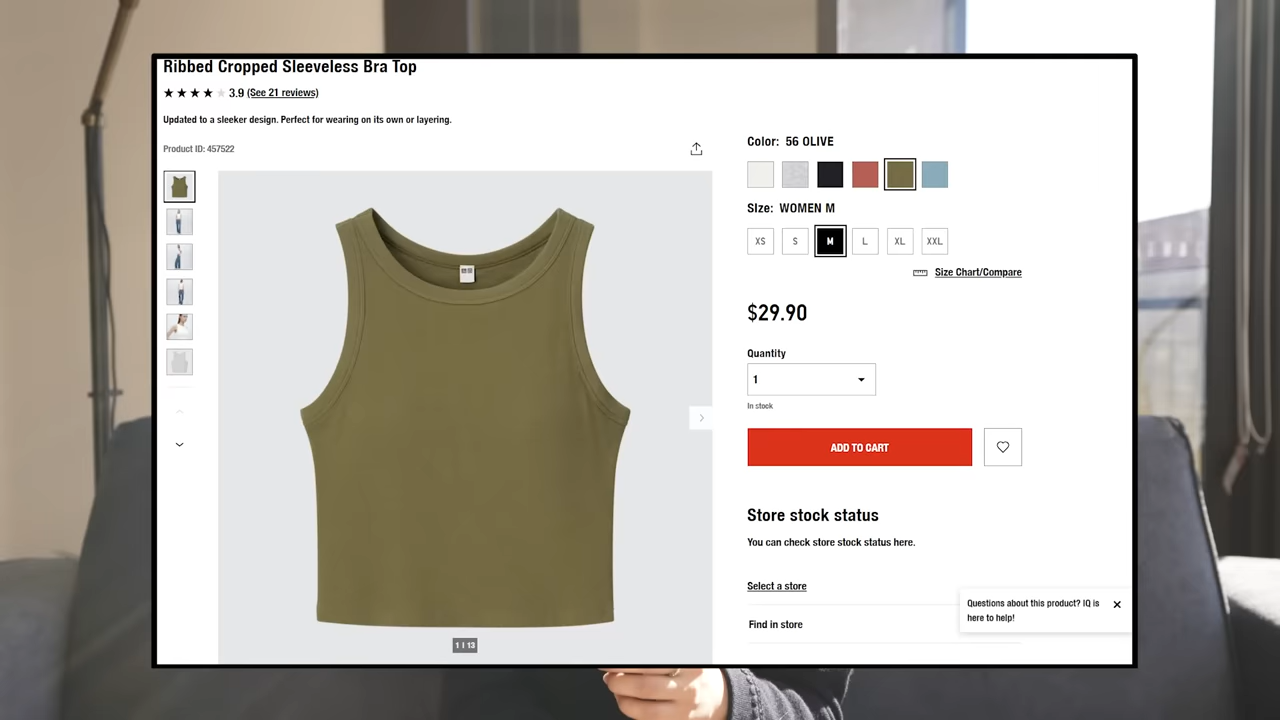 Ribbed Cropped Sleeveless Bra Top
3.9 (See 21 reviews)
Updated to a sleeker design. Perfect for wearing on its own or layering.
Product ID: 457522
Color: 56 OLIVE
Size: WOMEN M
XS S M L XL XXL
Size Chart/Compare
$29.90
Quantity
1
In stock
ADD TO CART
Store stock status
You can check store stock status here.
Select a store
Find in store
Questions about this product? IQ is
here to help!
1 | 13